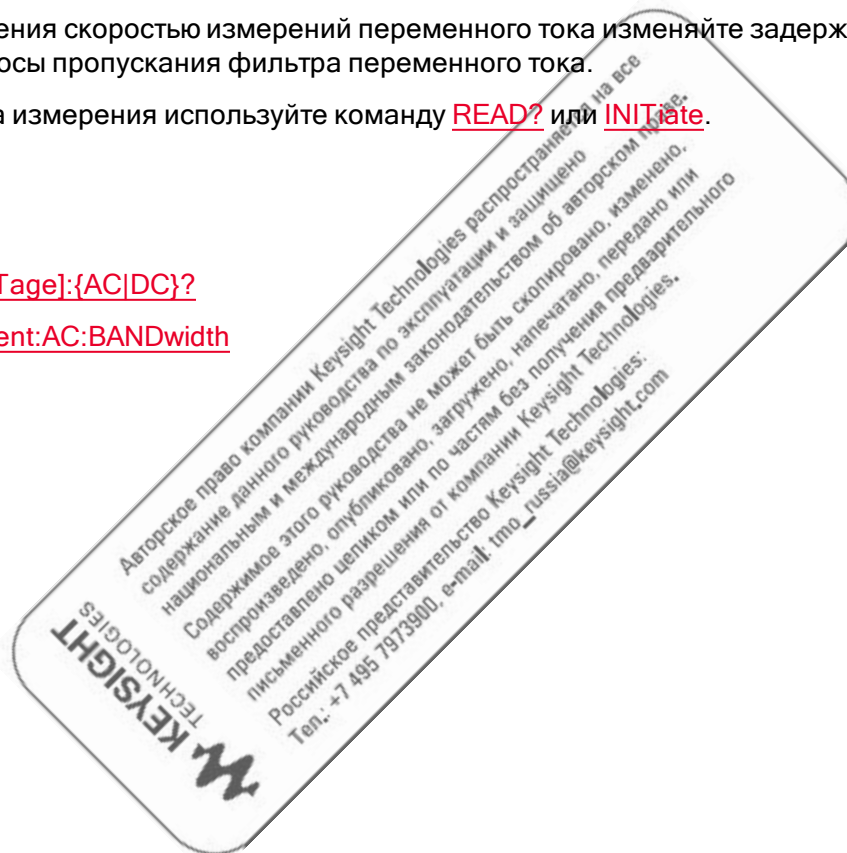 ения скоростью измерений переменного тока изменяйте задерж
осы пропускания фильтра переменного тока.
а измерения используйте команду READ? или INITiate.
Tage]:{AC|DC}?
ent:AC:BANDwidth
KEYSIGHT
TECHNOLOGIES
Авторское право компании Keysight Technologies распространяется на все
содержание данного руководства по эксплуатации и защищено
национальным и международным законодательством об авторском праве.
Содержимое этого руководства не может быть скопировано, изменено,
воспроизведено, опубликовано, загружено, напечатано, передано или
предоставлено целиком или по частям без получения предварительного
письменного разрешения от компании Keysight Technologies.
Российское представительство Keysight Technologies:
Тел.: +7 495 7973900, e-mail: tmo_russia@keysight.com